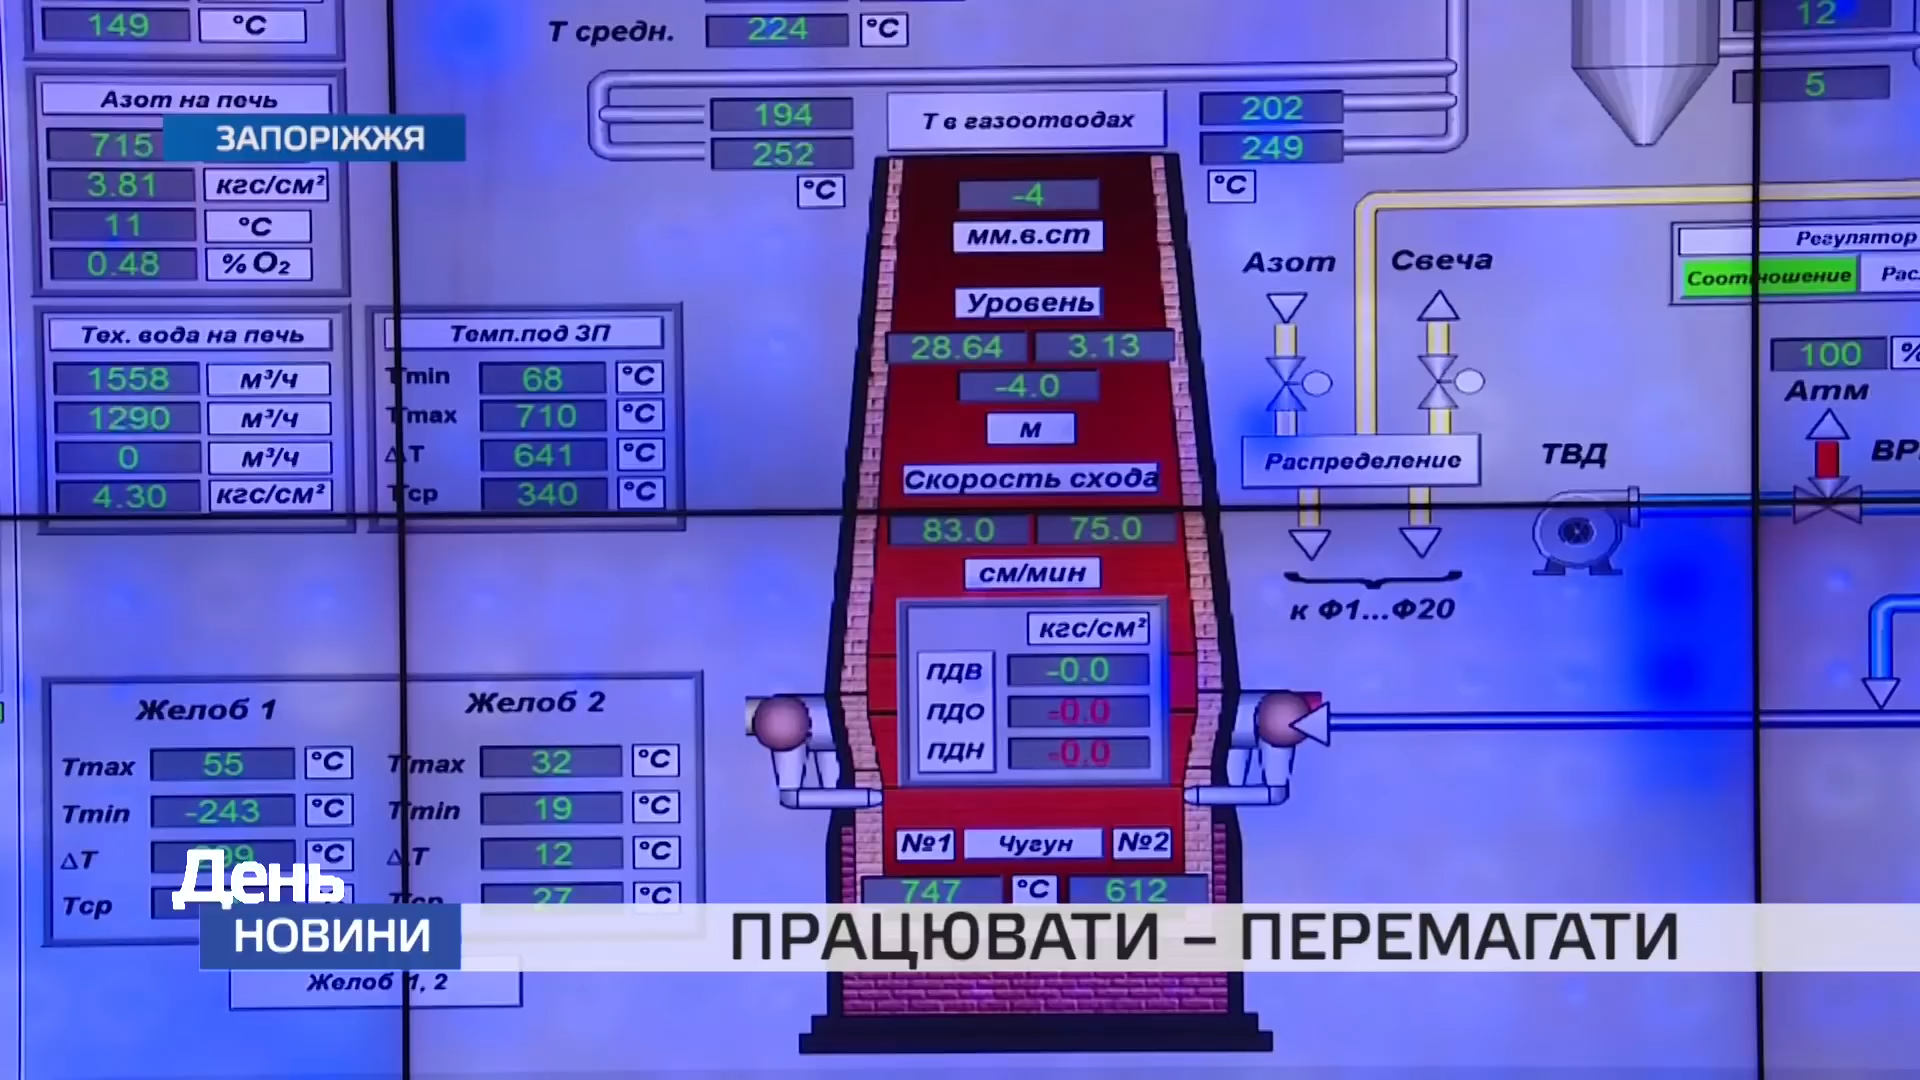 149 °C
Т средн. 224 °C
12
5
Азот на печь
715
3.81 кгс/см²
11 °C
0.48 % O₂
ЗАПОРІЖЖЯ
194
252
°C
Т в газоотводах
202
249
°C
-4
мм.в.ст
Уровень
28.64 3.13
-4.0
м
Скорость схода
83.0 75.0
см/мин
кгс/см²
ПДВ -0.0
ПДО -0.0
ПДН -0.0
№1 Чугун №2
747 °C 612
Тех. вода на печь
1558 м³/ч
1290 м³/ч
0 м³/ч
4.30 кгс/см²
Темп.под ЗП
Tmin 68 °C
Tmax 710 °C
ΔT 641 °C
Тср 340 °C
Азот Свеча
Распределение
к Ф1...Ф20
ТВД
Регулятор
Соотношение
100 %
Атм
Желоб 1
Tmax 55 °C
Tmin -243 °C
ΔT °C
Тср
Желоб 2
Tmax 32 °C
Tmin 19 °C
ΔT 12 °C
Тср 27 °C
Желоб 1, 2
День
НОВИНИ
ПРАЦЮВАТИ – ПЕРЕМАГАТИ